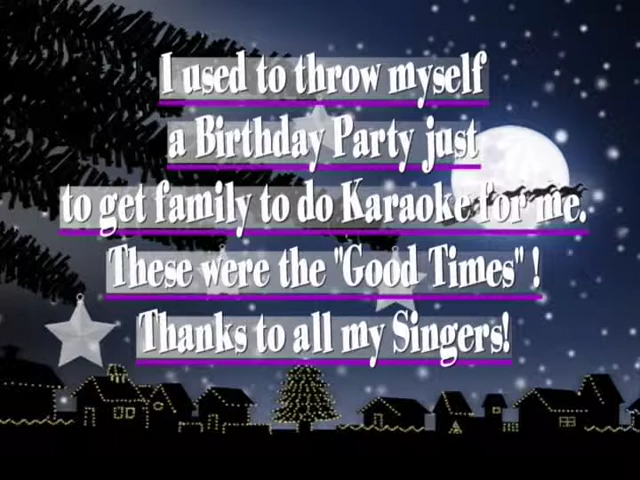 I used to throw myself
a Birthday Party just
to get family to do Karaoke for me.
These were the "Good Times" !
Thanks to all my Singers!